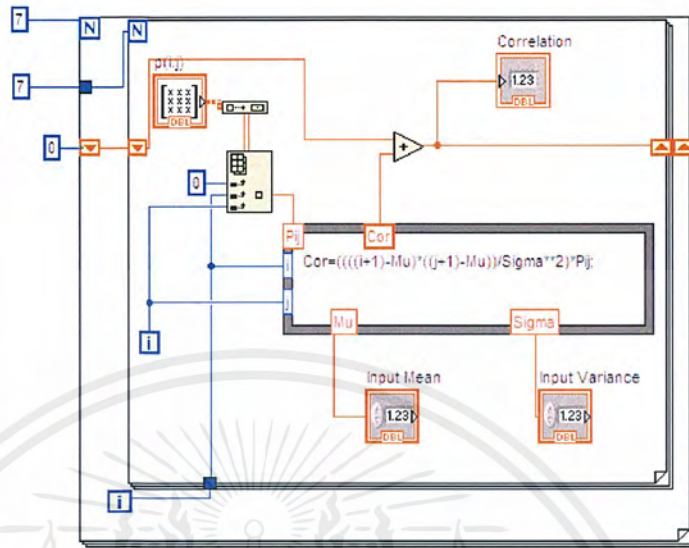 7
N
N
Correlation
p(i,j)
1.23
DBL
7
DBL
0
+
0
Pij
Cor
i
Cor=((((i+1)-Mu)*((j+1)-Mu))/Sigma**2)*Pij;
j
Mu
Sigma
i
Input Mean
Input Variance
1.23
1.23
DBL
DBL
i